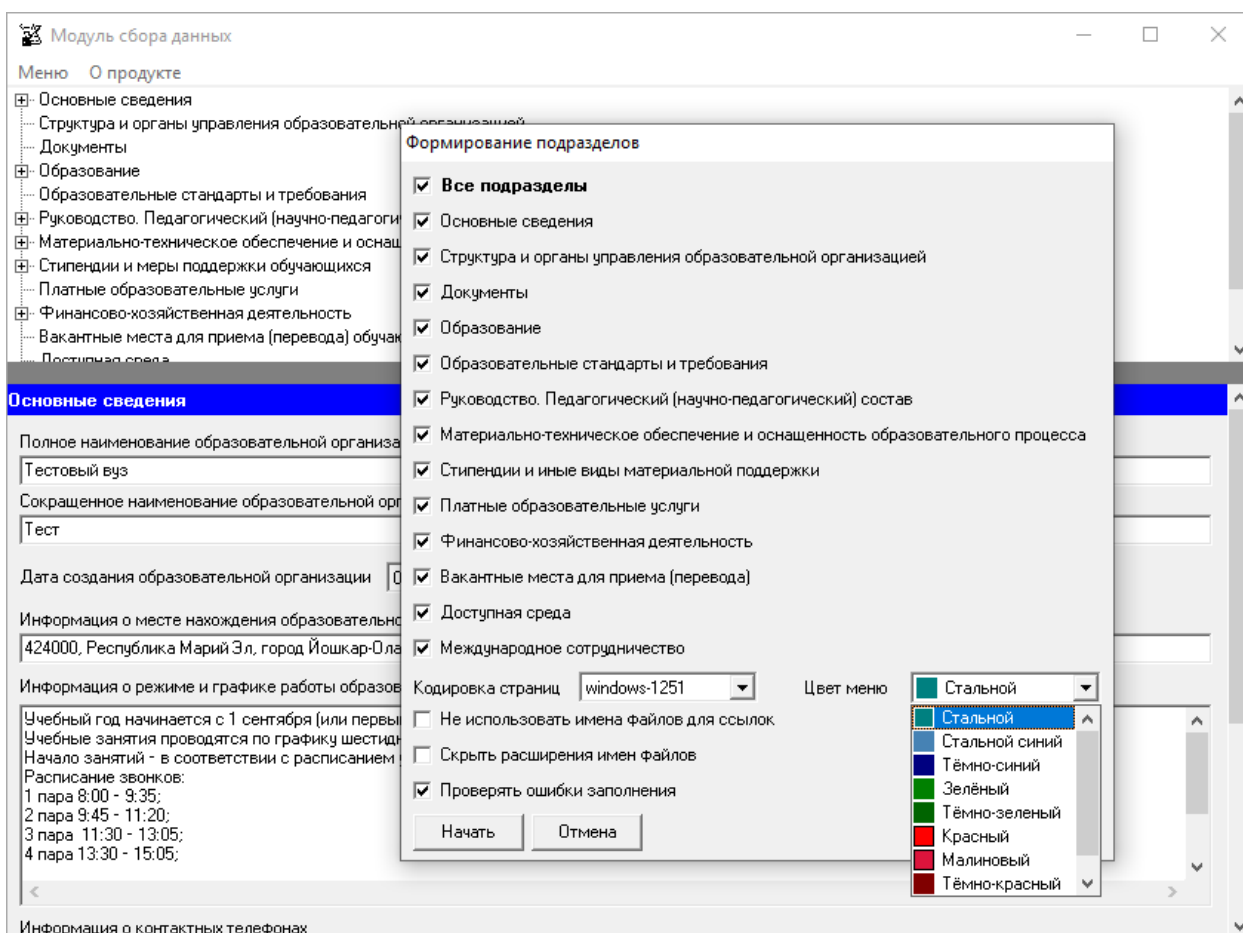 Модуль сбора данных
Меню О продукте
Основные сведения
Структура и органы управления образовательной организацией
Документы
Образование
Образовательные стандарты и требования
Руководство. Педагогический (научно-педагоги
Материально-техническое обеспечение и оснащ
Стипендии и меры поддержки обучающихся
Платные образовательные услуги
Финансово-хозяйственная деятельность
Вакантные места для приема (перевода) обучаю
Доступная среда
Основные сведения
Полное наименование образовательной организа
Тестовый вуз
Сокращенное наименование образовательной орг
Тест
Дата создания образовательной организации
Информация о месте нахождения образовательно
424000, Республика Марий Эл, город Йошкар-Ола
Информация о режиме и графике работы образов
Учебный год начинается с 1 сентября (или первы
Учебные занятия проводятся по графику шестидн
Начало занятий - в соответствии с расписанием
Расписание звонков:
1 пара 8:00 - 9:35;
2 пара 9:45 - 11:20;
3 пара 11:30 - 13:05;
4 пара 13:30 - 15:05;
Информация о контактных телефонах
Формирование подразделов
Все подразделы
Основные сведения
Структура и органы управления образовательной организацией
Документы
Образование
Образовательные стандарты и требования
Руководство. Педагогический (научно-педагогический) состав
Материально-техническое обеспечение и оснащенность образовательного процесса
Стипендии и иные виды материальной поддержки
Платные образовательные услуги
Финансово-хозяйственная деятельность
Вакантные места для приема (перевода)
Доступная среда
Международное сотрудничество
Кодировка страниц windows-1251 Цвет меню Стальной
Не использовать имена файлов для ссылок
Скрыть расширения имен файлов
Проверять ошибки заполнения
Начать Отмена
Стальной
Стальной синий
Тёмно-синий
Зелёный
Тёмно-зеленый
Красный
Малиновый
Тёмно-красный